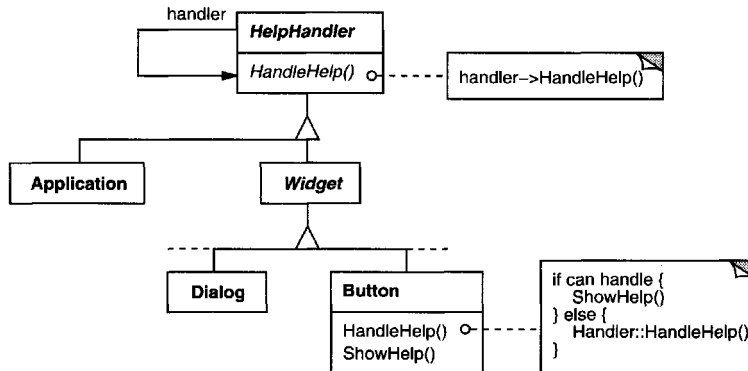 handler
HelpHandler
HandleHelp()
handler->HandleHelp()
Application
Widget
Dialog
Button
HandleHelp()
ShowHelp()
if can handle {
ShowHelp()
} else {
Handler::HandleHelp()
}